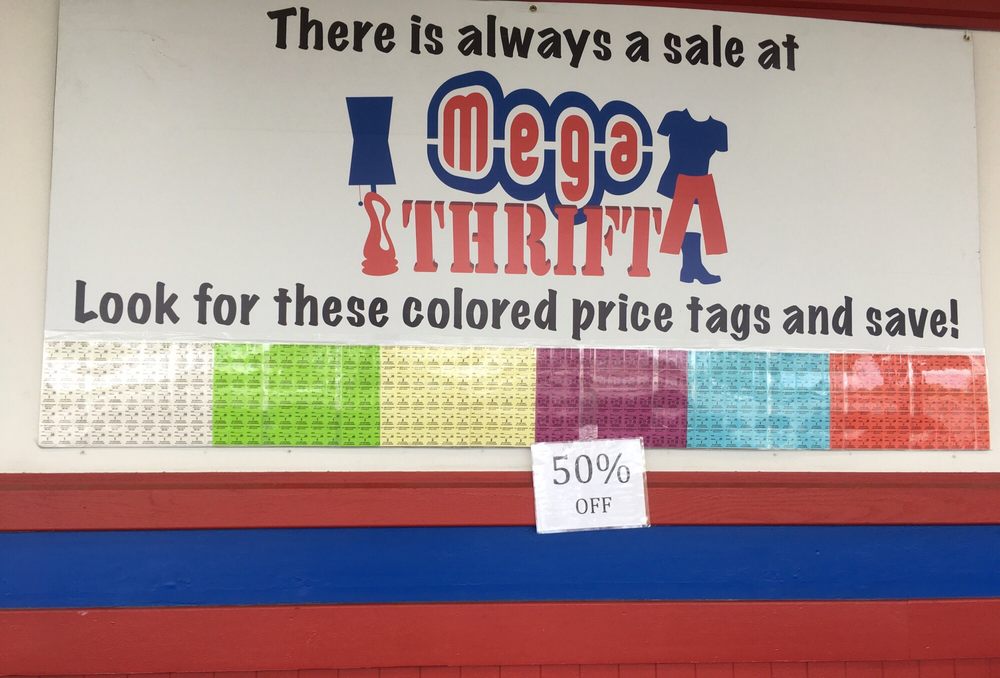 There is always a sale at
mega
THRIFT
Look for these colored price tags and save!
50%
OFF